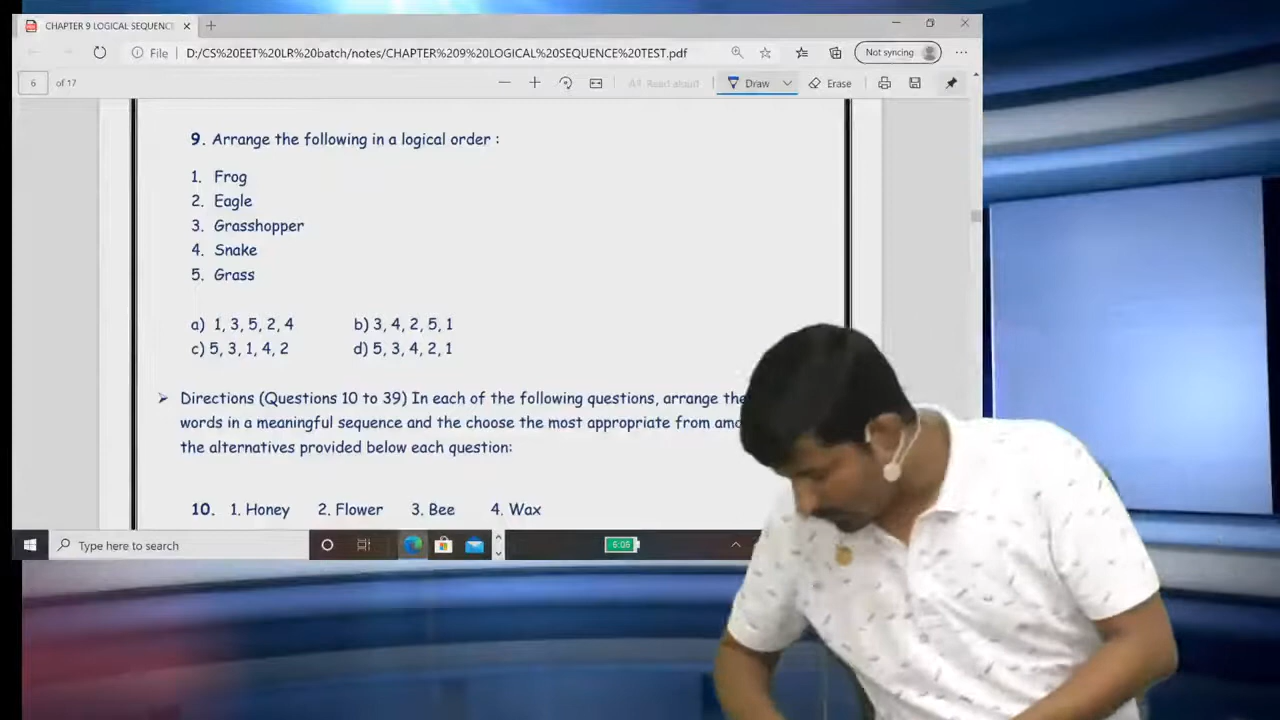 CHAPTER 9 LOGICAL SEQUENCE
File D:/CS%20EET%20LR%20batch/notes/CHAPTER%209%20LOGICAL%20SEQUENCE%20TEST.pdf Not syncing
6 of 17 Read aloud Draw Erase
9. Arrange the following in a logical order :
1. Frog
2. Eagle
3. Grasshopper
4. Snake
5. Grass
a) 1, 3, 5, 2, 4 b) 3, 4, 2, 5, 1
c) 5, 3, 1, 4, 2 d) 5, 3, 4, 2, 1
Directions (Questions 10 to 39) In each of the following questions, arrange the
words in a meaningful sequence and the choose the most appropriate from
the alternatives provided below each question:
10. 1. Honey 2. Flower 3. Bee 4. Wax
Type here to search 6:06